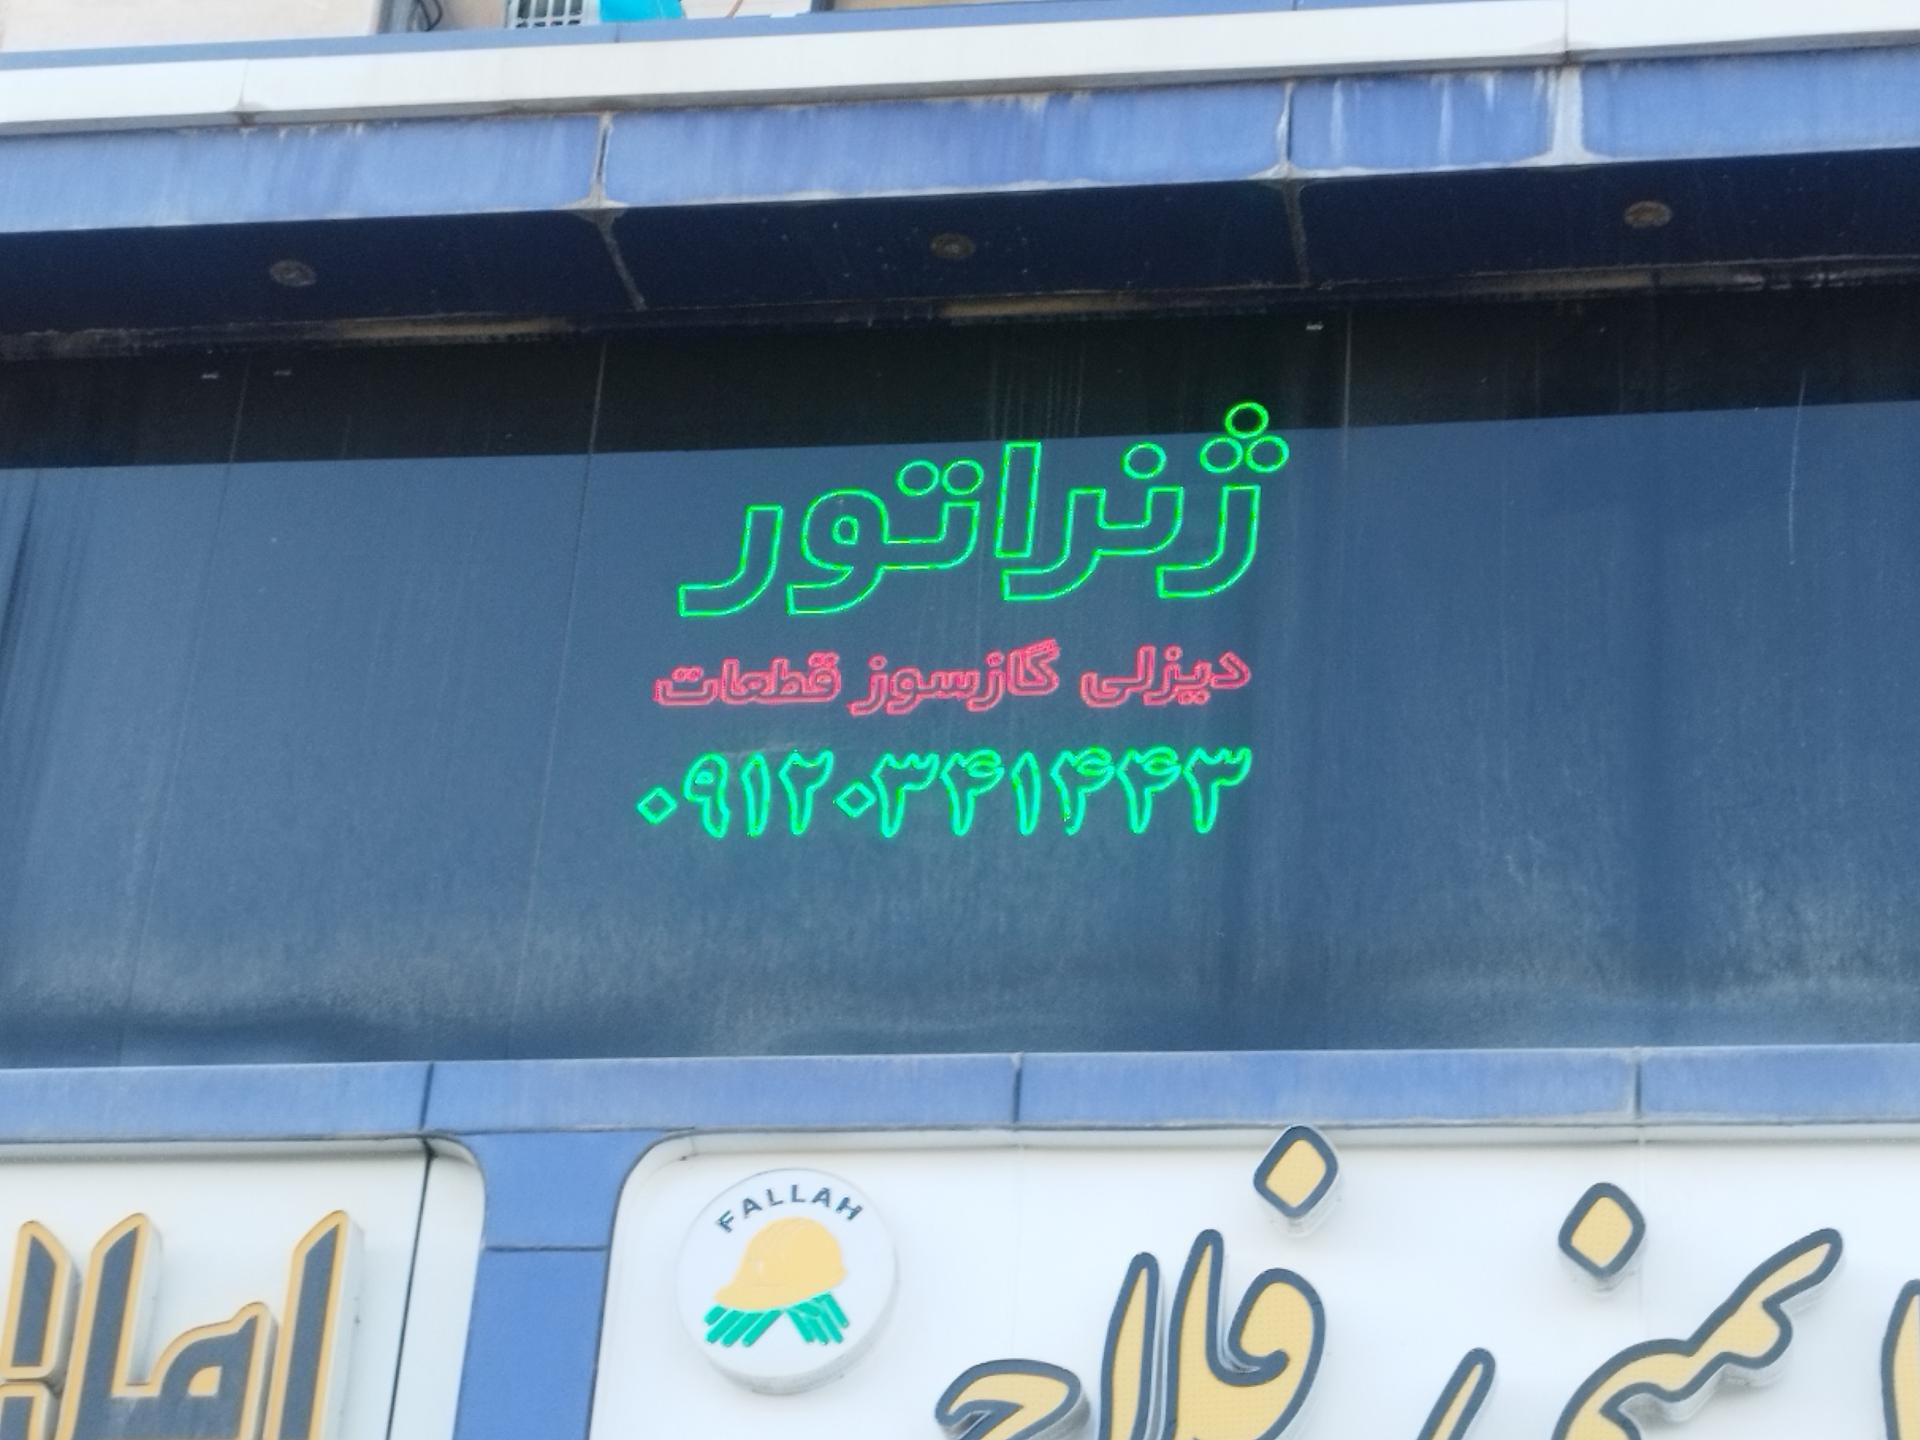 ژنراتور
دیزلی گازسوز قطعات
۰۹۱۲۰۳۴۱۴۴۳
FALLAH
فلاح